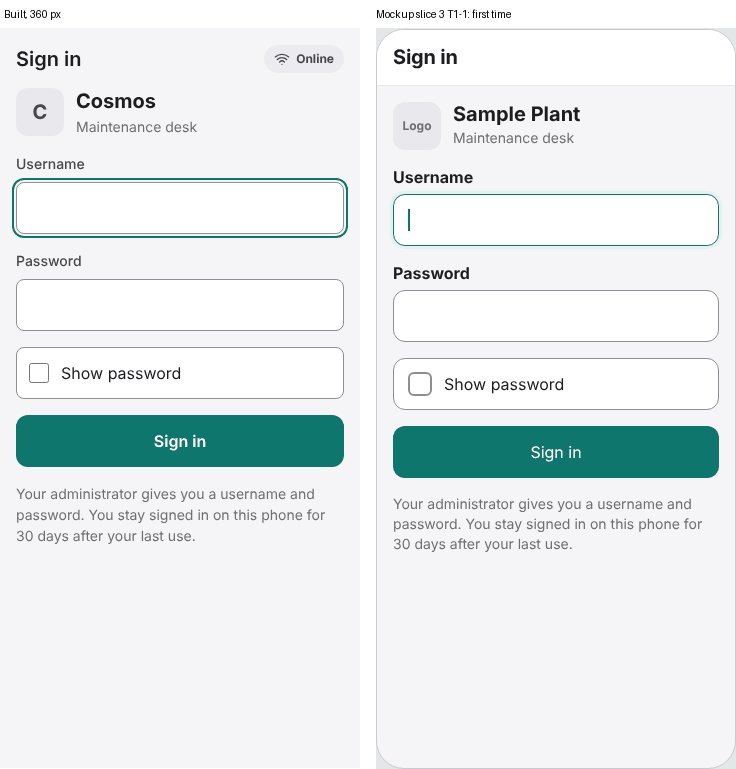 Built, 360 px
Sign in
Online
C
Cosmos
Maintenance desk
Username
Password
Show password
Sign in
Your administrator gives you a username and
password. You stay signed in on this phone for
30 days after your last use.
Mockup slice 3 T1-1: first time
Sign in
Logo
Sample Plant
Maintenance desk
Username
Password
Show password
Sign in
Your administrator gives you a username and
password. You stay signed in on this phone for
30 days after your last use.